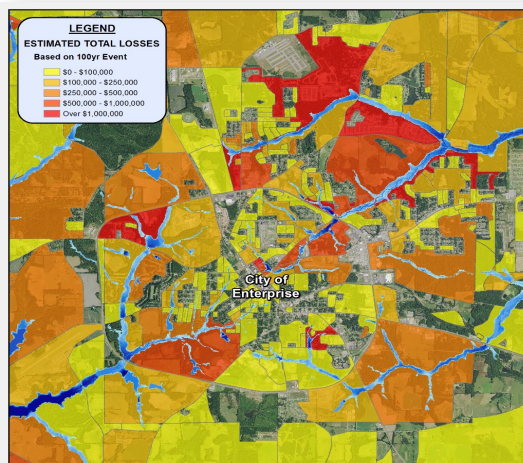 LEGEND
ESTIMATED TOTAL LOSSES
Based on 100yr Event
$0 - $100,000
$100,000 - $250,000
$250,000 - $500,000
$500,000 - $1,000,000
Over $1,000,000
City of
Enterprise